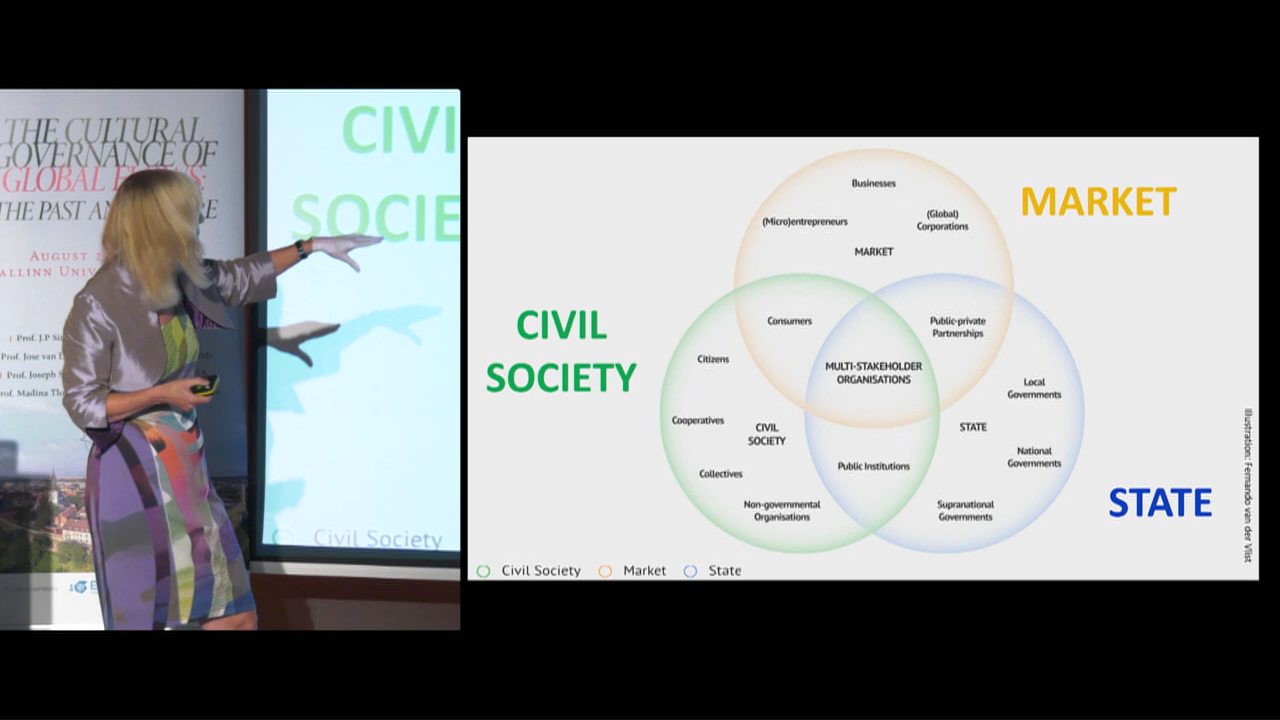 THE CULTURAL
GOVERNANCE OF
GLOBAL
THE PAST AN
AUGUST
Prof. J.P
Prof. Jose van
Prof. Joseph
Prof. Madina
CIVI
SOCIE
Civil Society
MARKET
CIVIL
SOCIETY
STATE
Businesses
(Micro)entrepreneurs
(Global)
Corporations
MARKET
Consumers
Public-private
Partnerships
Citizens
MULTI-STAKEHOLDER
ORGANISATIONS
Local
Governments
Cooperatives
CIVIL
SOCIETY
STATE
National
Governments
Collectives
Public Institutions
Non-governmental
Organisations
Supranational
Governments
Illustration: Fernando van der Vlist
Civil Society
Market
State